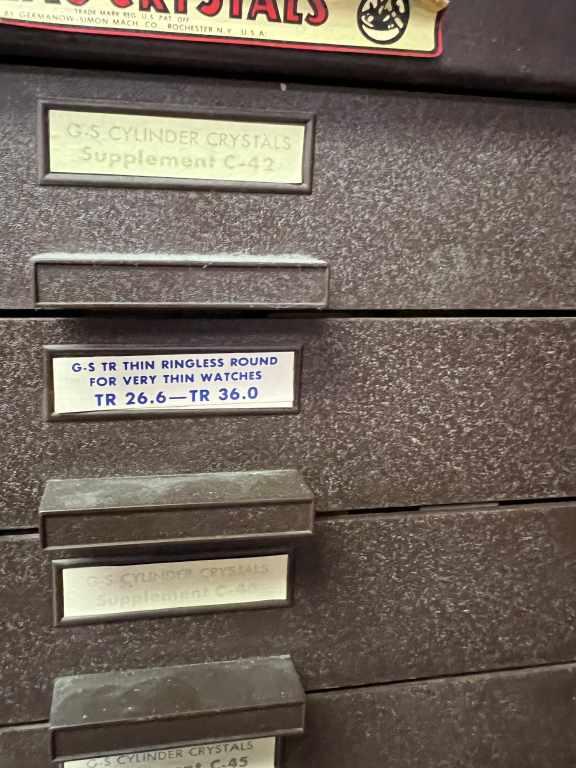 CRYSTALS
TRADE MARK REG. U.S. PAT. OFF.
BY GERMANOW-SIMON MACH. CO., ROCHESTER N.Y., U.S.A.
G-S CYLINDER CRYSTALS
Supplement C-42
G-S TR THIN RINGLESS ROUND
FOR VERY THIN WATCHES
TR 26.6—TR 36.0
G-S CYLINDER CRYSTALS
Supplement
G-S CYLINDER CRYSTALS
C-45